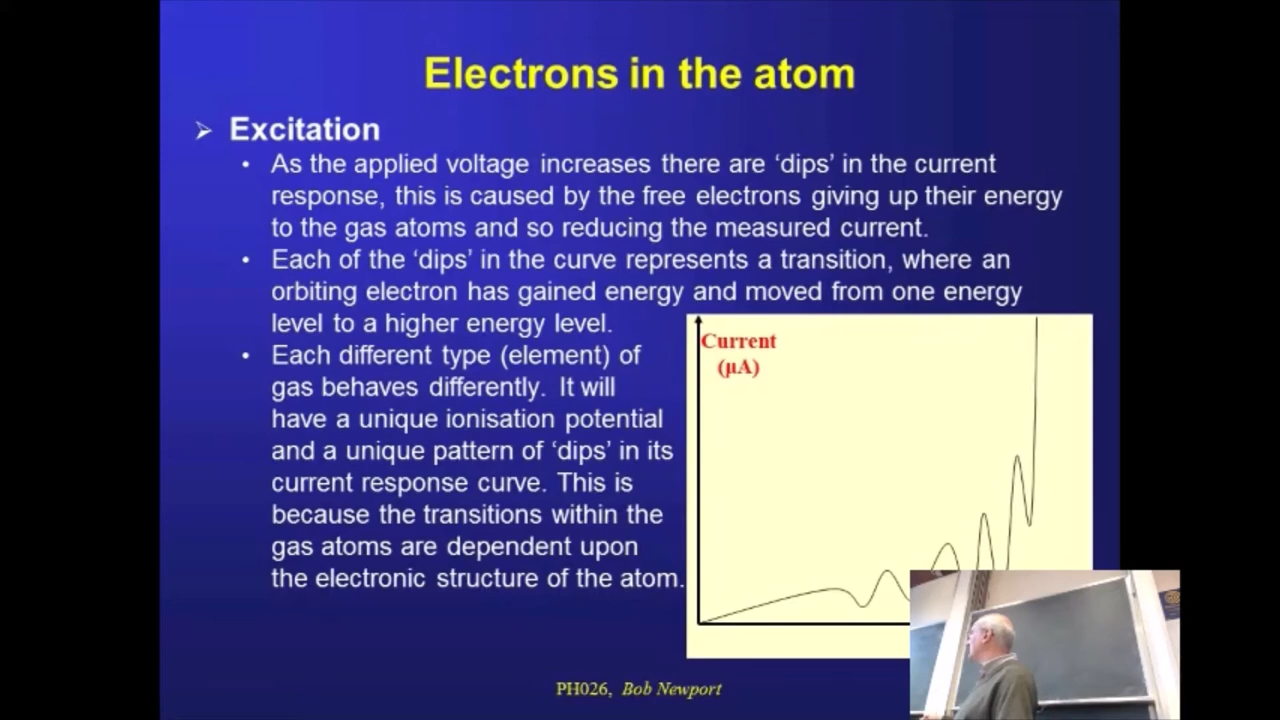 Electrons in the atom
➢ Excitation
• As the applied voltage increases there are ‘dips’ in the current
response, this is caused by the free electrons giving up their energy
to the gas atoms and so reducing the measured current.
• Each of the ‘dips’ in the curve represents a transition, where an
orbiting electron has gained energy and moved from one energy
level to a higher energy level.
• Each different type (element) of
gas behaves differently. It will
have a unique ionisation potential
and a unique pattern of ‘dips’ in its
current response curve. This is
because the transitions within the
gas atoms are dependent upon
the electronic structure of the atom.
Current
(µA)
PH026, Bob Newport